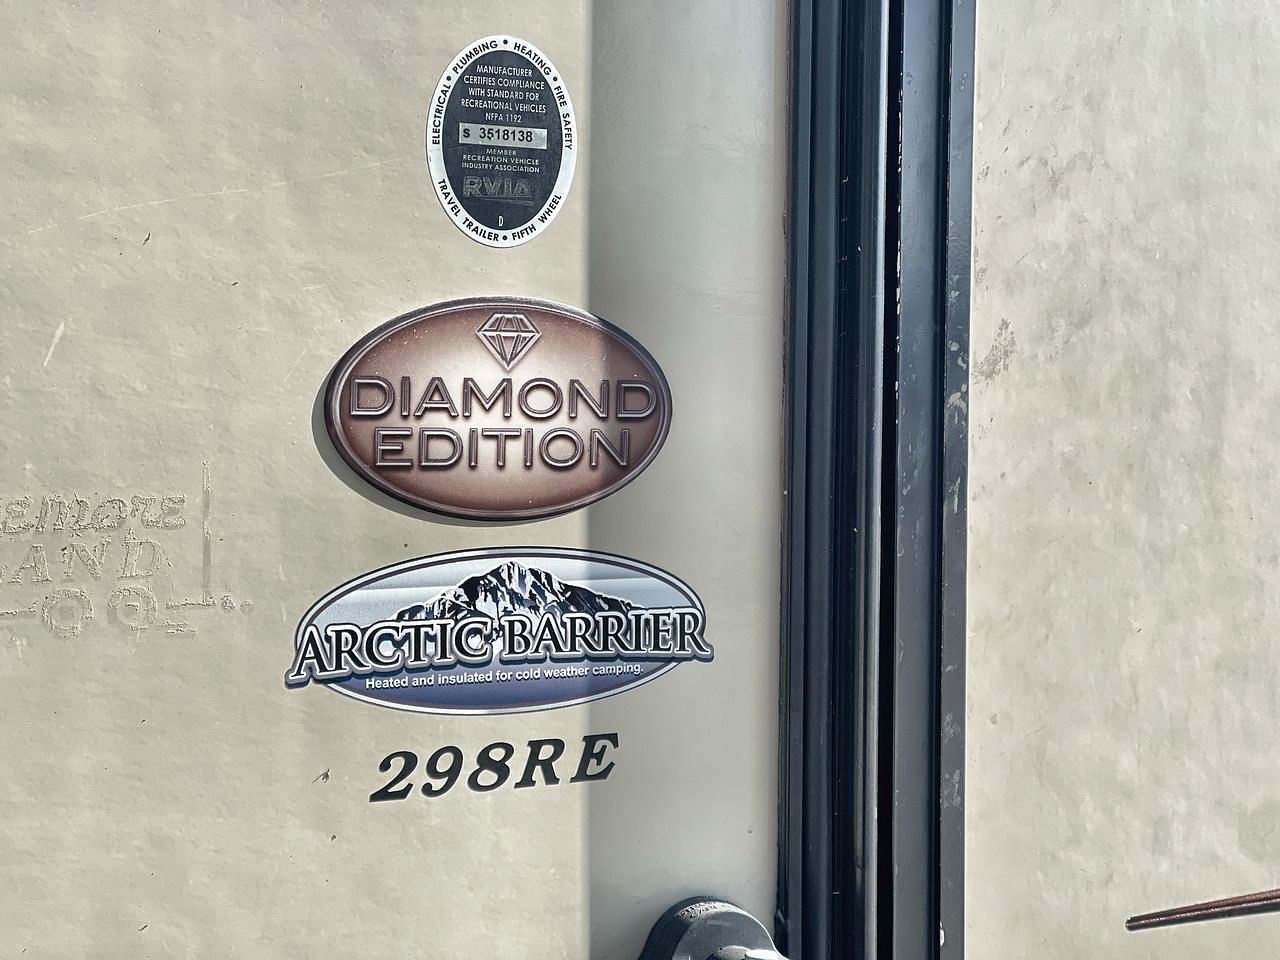 ELECTRICAL • PLUMBING • HEATING • FIRE SAFETY
MANUFACTURER
CERTIFIES COMPLIANCE
WITH STANDARD FOR
RECREATIONAL VEHICLES
NFPA 1192
S 3518138
MEMBER
RECREATION VEHICLE
INDUSTRY ASSOCIATION
RVIA
D
TRAVEL TRAILER • FIFTH WHEEL
DIAMOND
EDITION
ARCTIC BARRIER
Heated and insulated for cold weather camping.
298RE